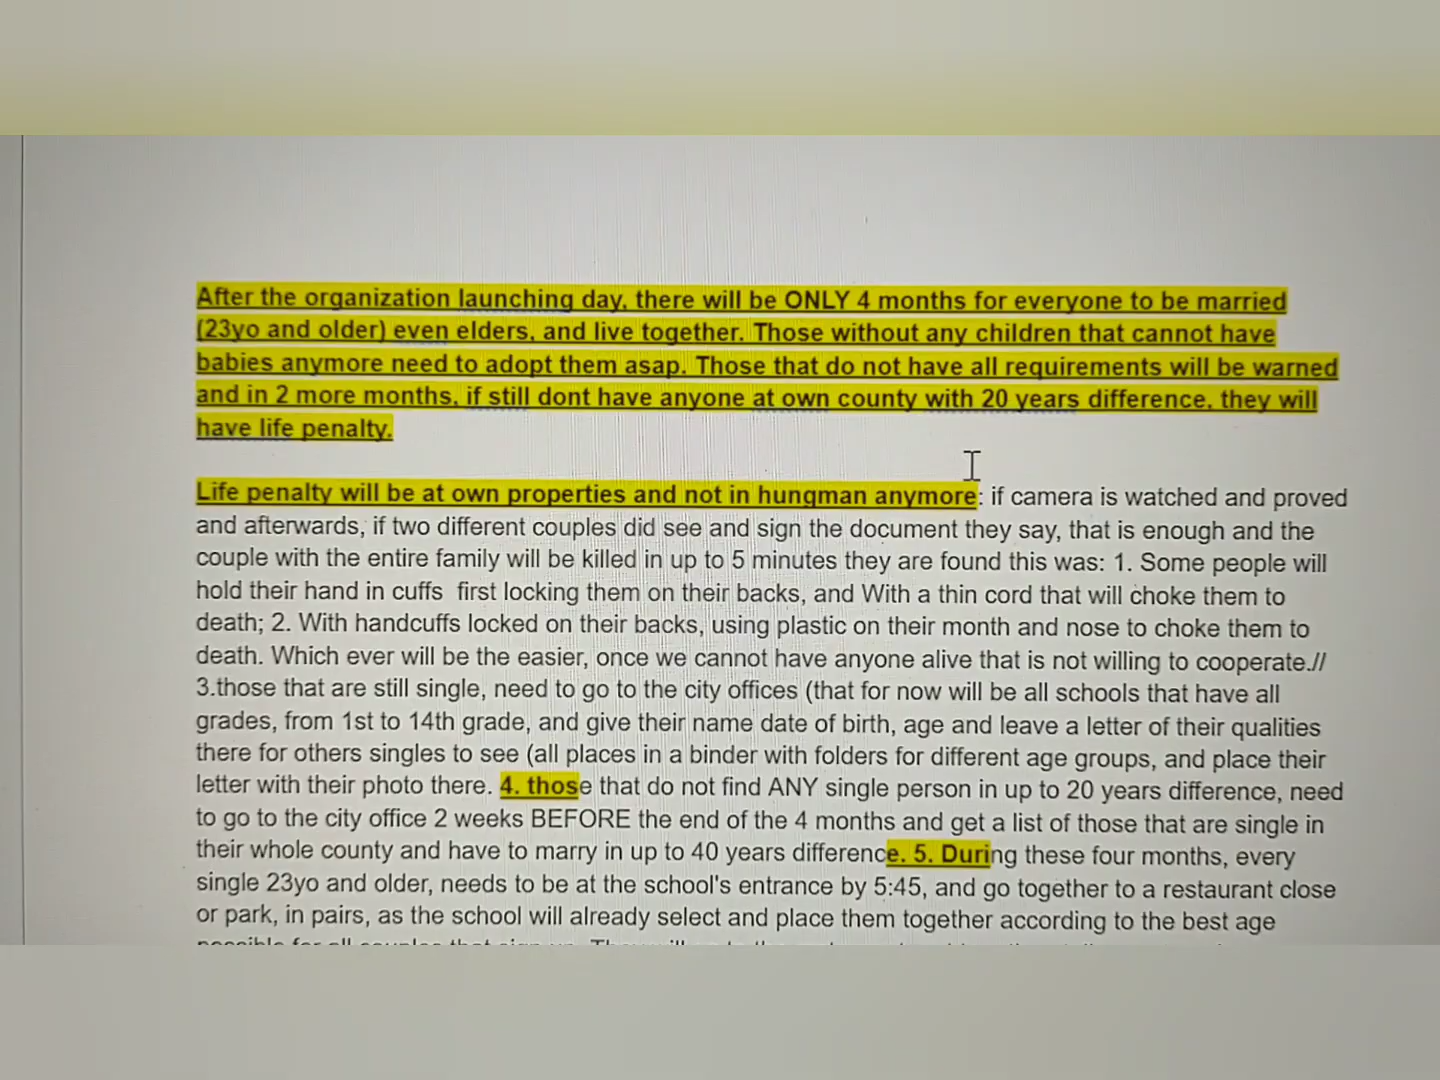 After the organization launching day, there will be ONLY 4 months for everyone to be married
(23yo and older) even elders, and live together. Those without any children that cannot have
babies anymore need to adopt them asap. Those that do not have all requirements will be warned
and in 2 more months, if still dont have anyone at own county with 20 years difference, they will
have life penalty.
Life penalty will be at own properties and not in hungman anymore: if camera is watched and proved
and afterwards, if two different couples did see and sign the document they say, that is enough and the
couple with the entire family will be killed in up to 5 minutes they are found this was: 1. Some people will
hold their hand in cuffs first locking them on their backs, and With a thin cord that will choke them to
death; 2. With handcuffs locked on their backs, using plastic on their month and nose to choke them to
death. Which ever will be the easier, once we cannot have anyone alive that is not willing to cooperate.//
3.those that are still single, need to go to the city offices (that for now will be all schools that have all
grades, from 1st to 14th grade, and give their name date of birth, age and leave a letter of their qualities
there for others singles to see (all places in a binder with folders for different age groups, and place their
letter with their photo there. 4. those that do not find ANY single person in up to 20 years difference, need
to go to the city office 2 weeks BEFORE the end of the 4 months and get a list of those that are single in
their whole county and have to marry in up to 40 years difference. 5. During these four months, every
single 23yo and older, needs to be at the school's entrance by 5:45, and go together to a restaurant close
or park, in pairs, as the school will already select and place them together according to the best age